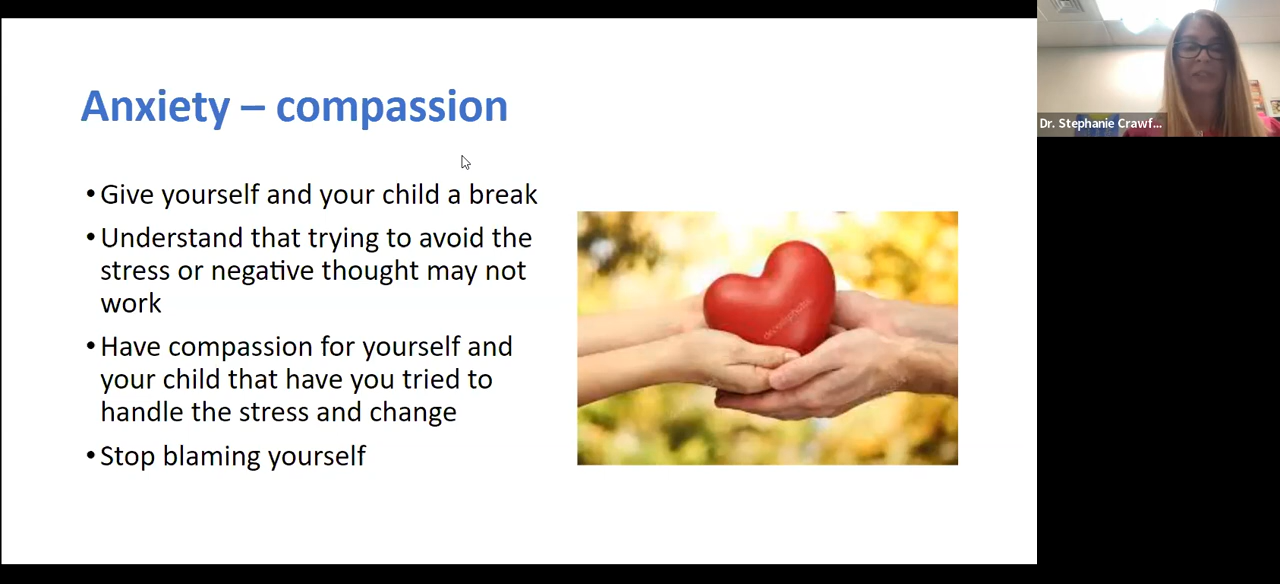 Anxiety – compassion
•Give yourself and your child a break
•Understand that trying to avoid the
stress or negative thought may not
work
•Have compassion for yourself and
your child that have you tried to
handle the stress and change
•Stop blaming yourself
depositphotos
Dr. Stephanie Crawf...